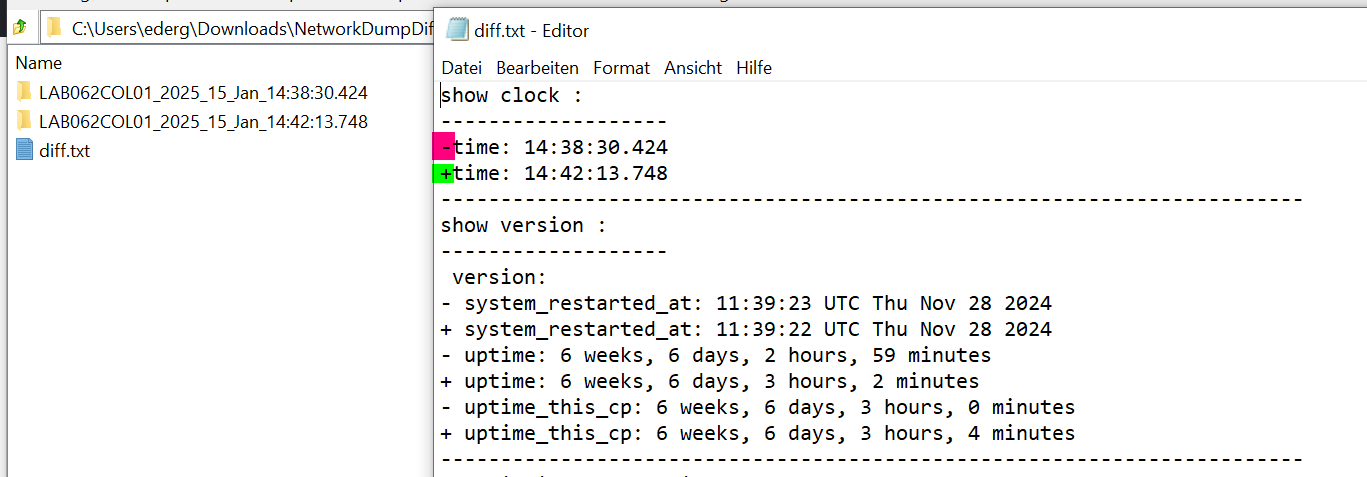 C:\Users\ederg\Downloads\NetworkDumpDif
Name
LAB062COL01_2025_15_Jan_14:38:30.424
LAB062COL01_2025_15_Jan_14:42:13.748
diff.txt
diff.txt - Editor
Datei Bearbeiten Format Ansicht Hilfe
show clock :
-------------------
-time: 14:38:30.424
+time: 14:42:13.748
------------------------------------------------------------------------
show version :
-------------------
version:
- system_restarted_at: 11:39:23 UTC Thu Nov 28 2024
+ system_restarted_at: 11:39:22 UTC Thu Nov 28 2024
- uptime: 6 weeks, 6 days, 2 hours, 59 minutes
+ uptime: 6 weeks, 6 days, 3 hours, 2 minutes
- uptime_this_cp: 6 weeks, 6 days, 3 hours, 0 minutes
+ uptime_this_cp: 6 weeks, 6 days, 3 hours, 4 minutes
------------------------------------------------------------------------